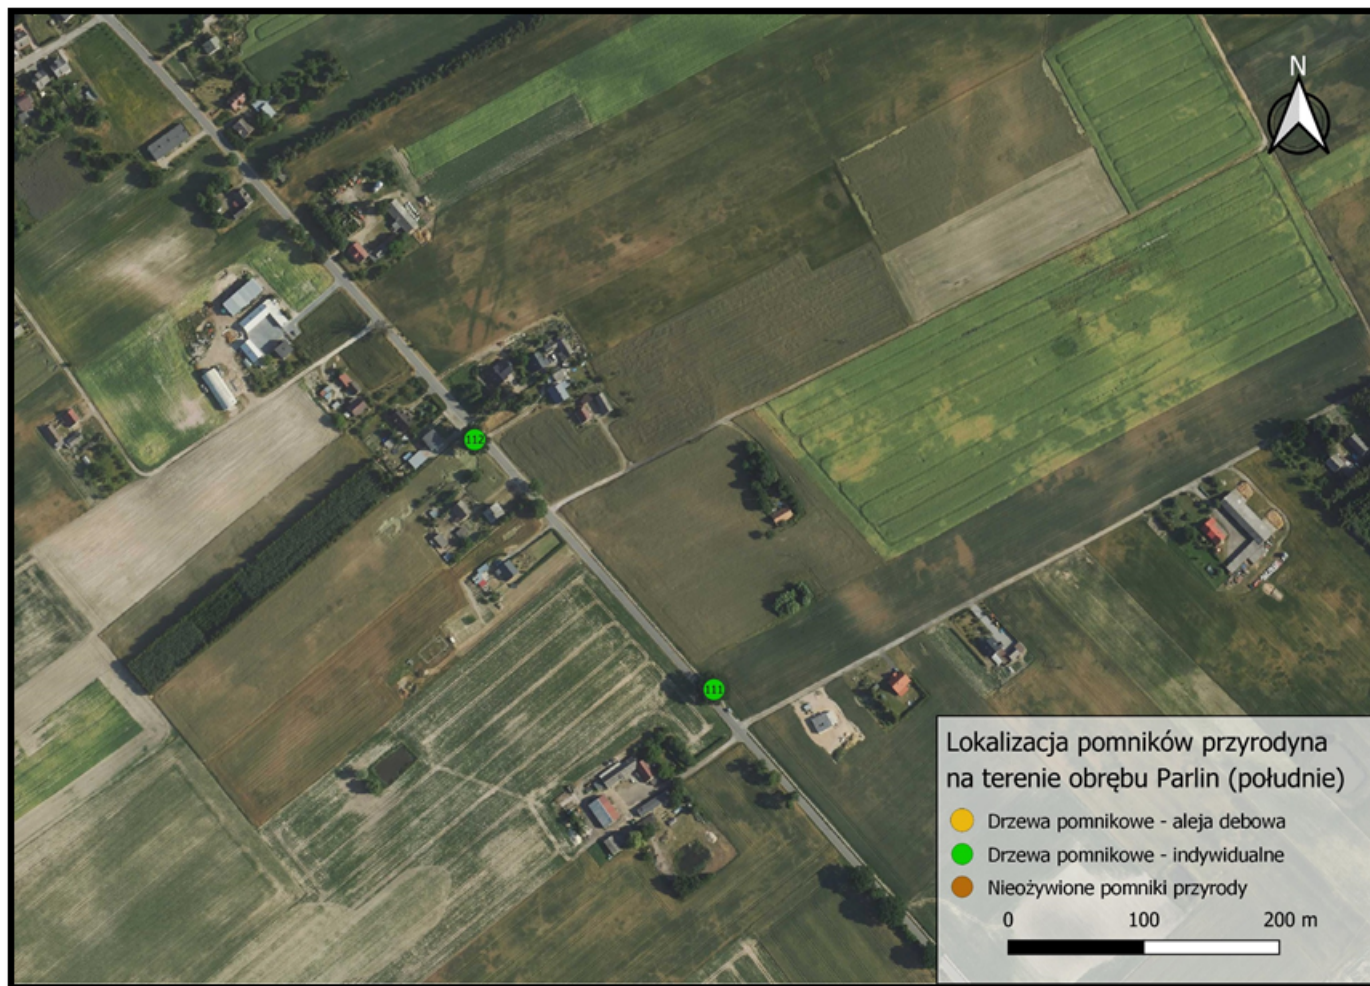 N
112
111
Lokalizacja pomników przyrodyna
na terenie obrębu Parlin (południe)
Drzewa pomnikowe - aleja debowa
Drzewa pomnikowe - indywidualne
Nieożywione pomniki przyrody
0 100 200 m